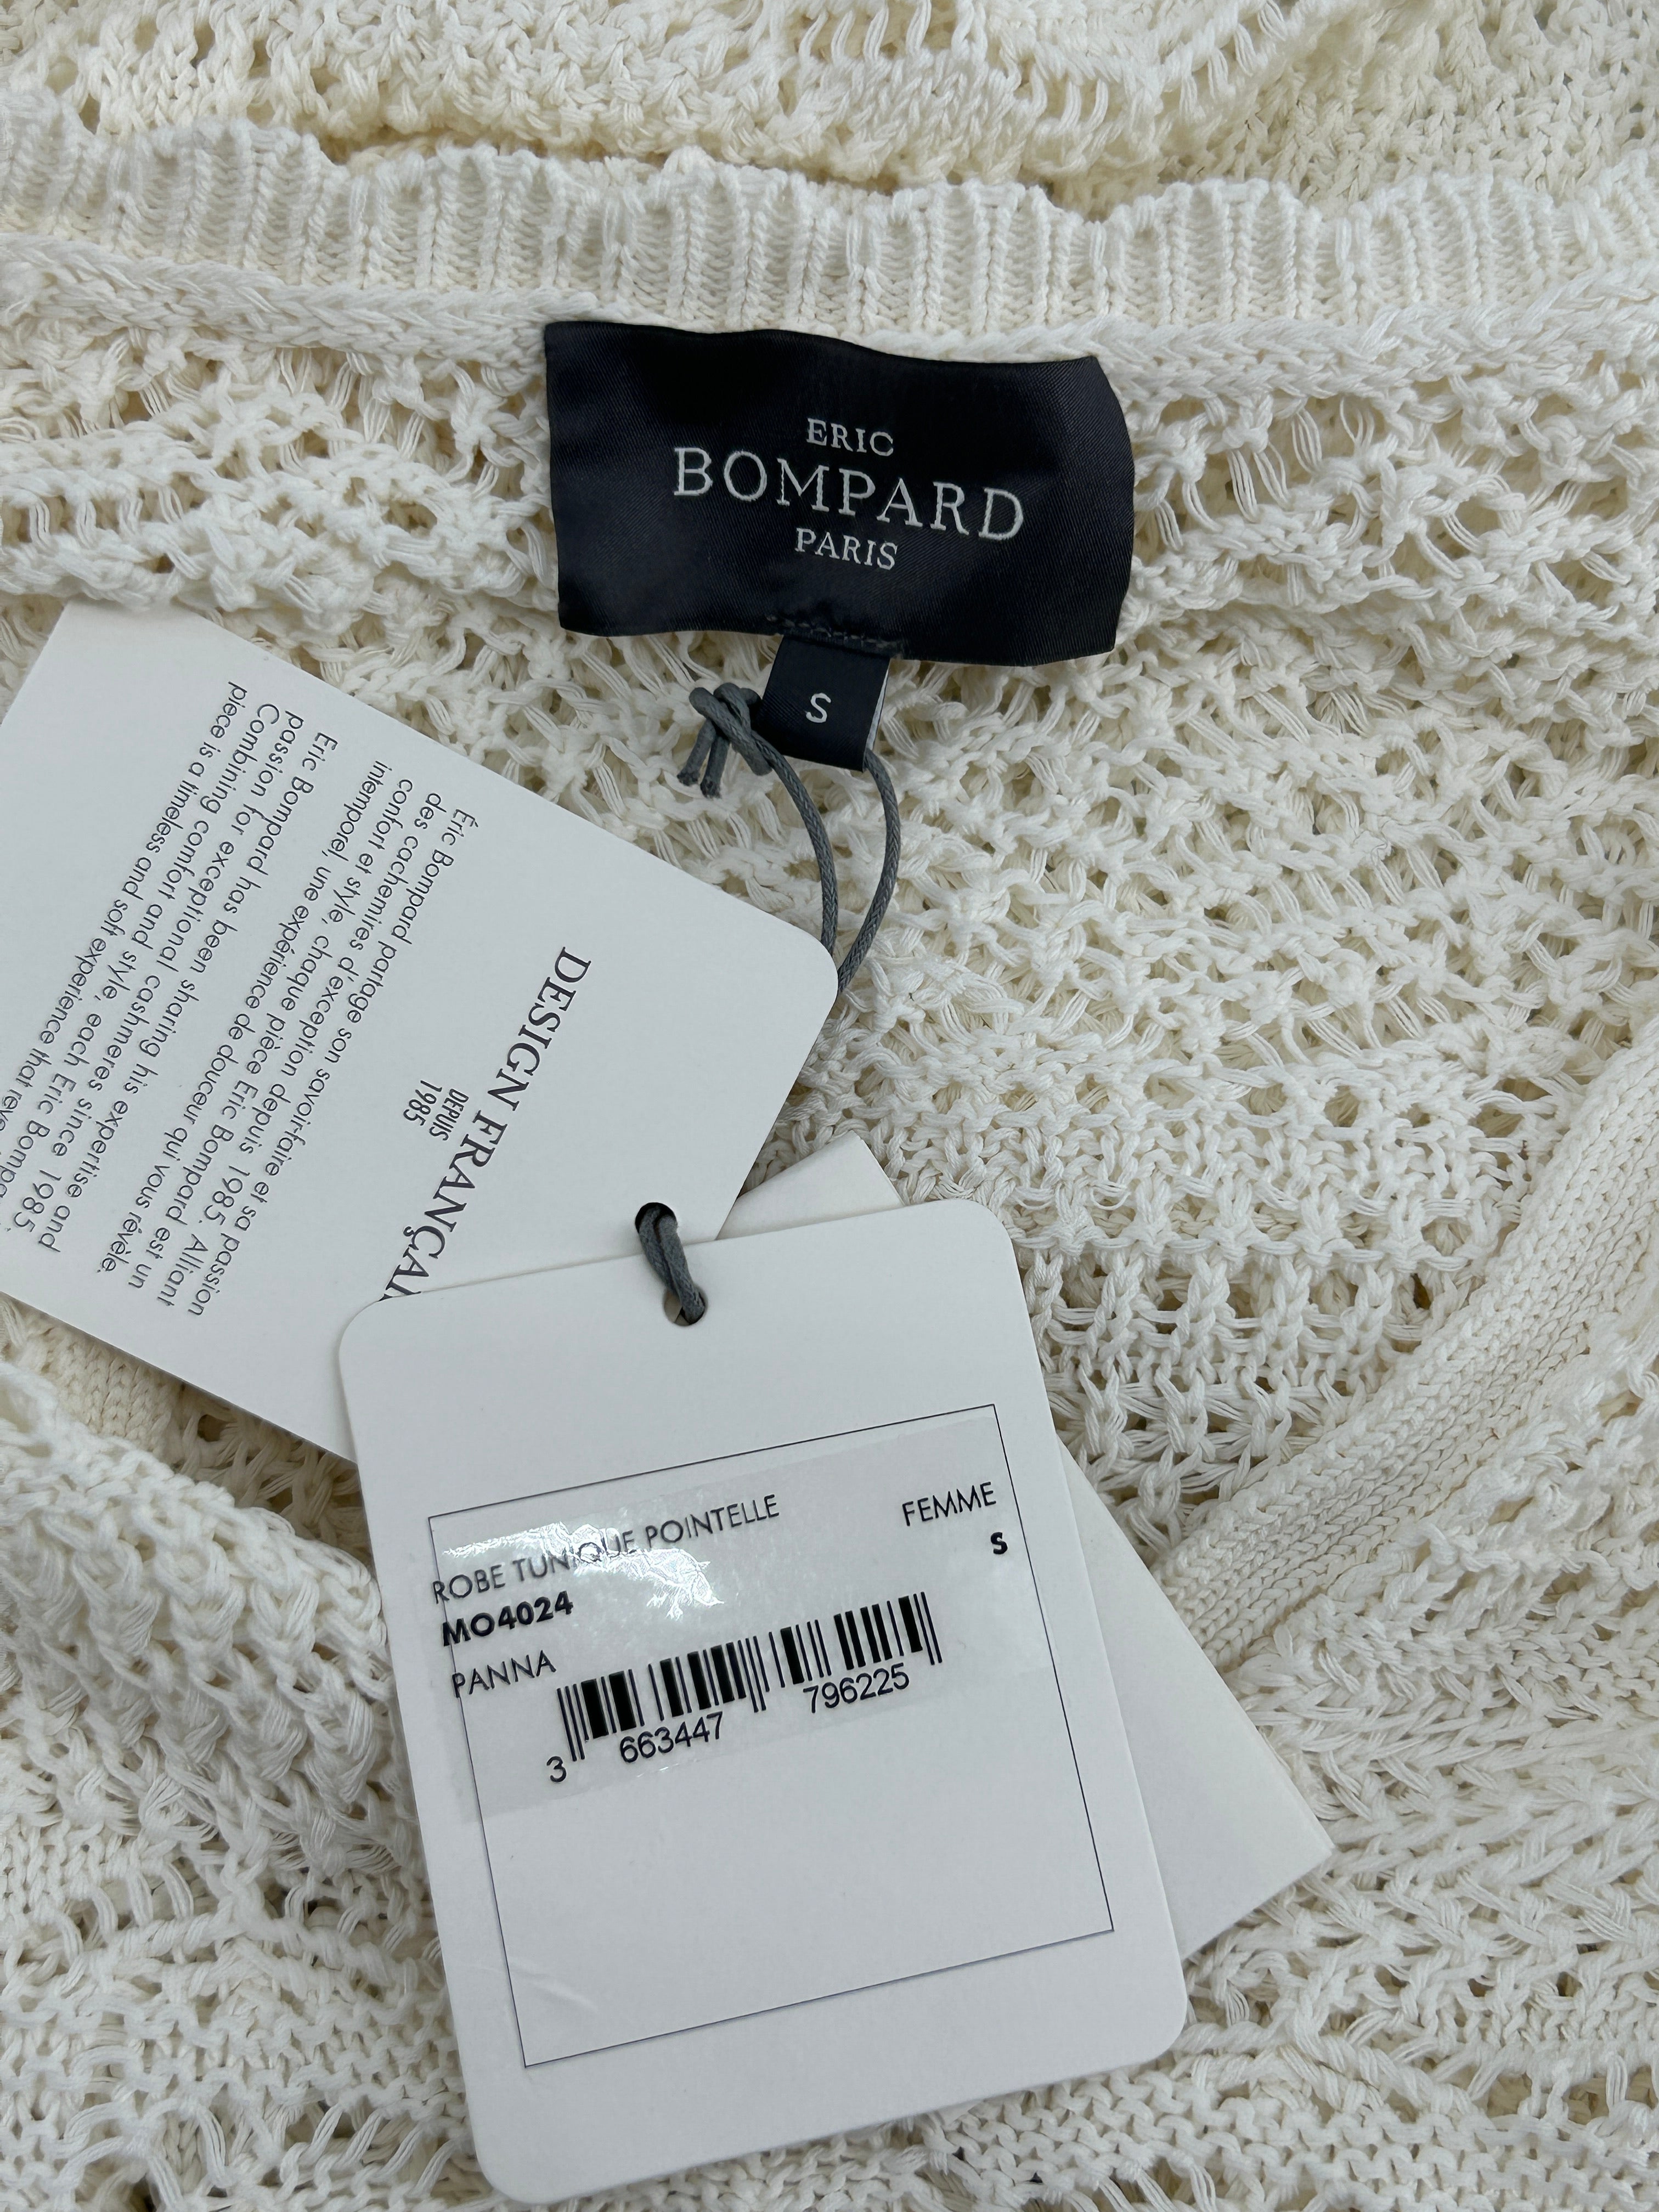 ERIC
BOMPARD
PARIS
S
DESIGN FRANÇAI
DEPUIS
1985
Éric Bompard partage son savoir-faire et sa passion
des cachemires d'exception depuis 1985. Alliant
confort et style, chaque pièce Eric Bompard est un
intemporel, une expérience de douceur qui vous révèle.
Eric Bompard has been sharing his expertise and
passion for exceptional cashmeres since 1985.
Combining comfort and style, each Eric Bompa
piece is a timeless and soft experience that reve
ROBE TUNIQUE POINTELLE
FEMME
MO4024
S
PANNA
3 663447 796225